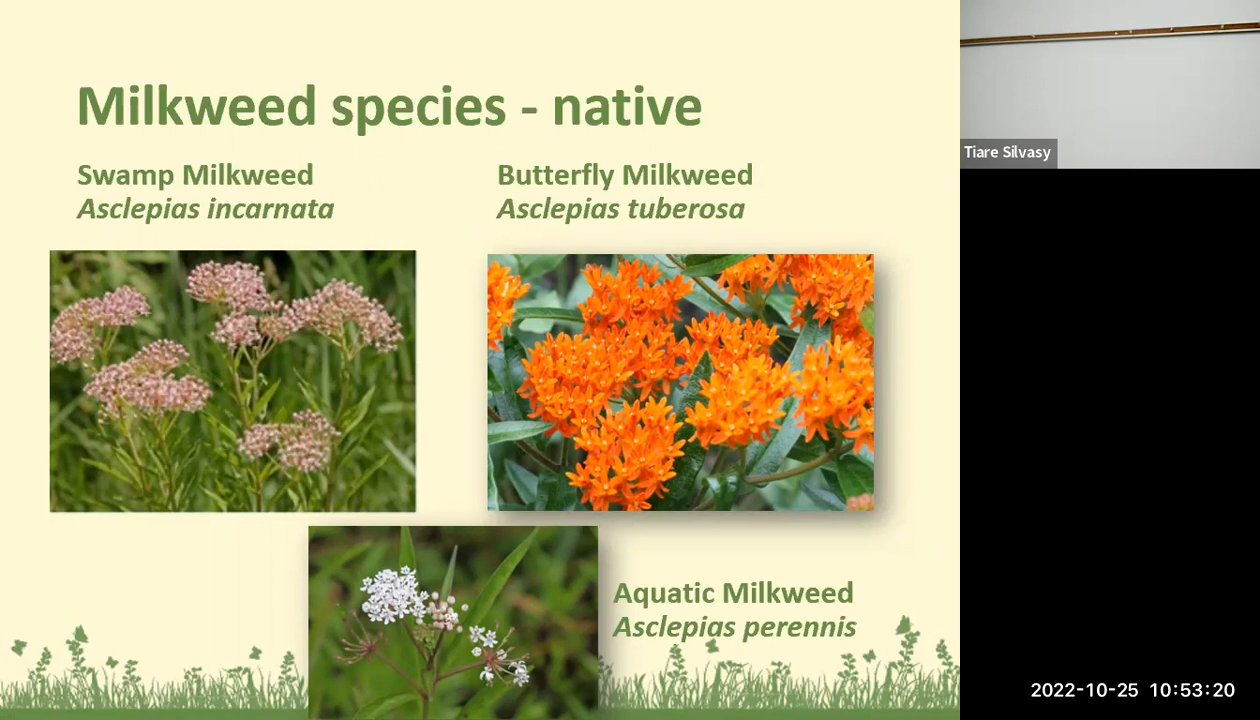 Milkweed species - native
Swamp Milkweed
Asclepias incarnata
Butterfly Milkweed
Asclepias tuberosa
Aquatic Milkweed
Asclepias perennis
Tiare Silvasy
2022-10-25 10:53:20